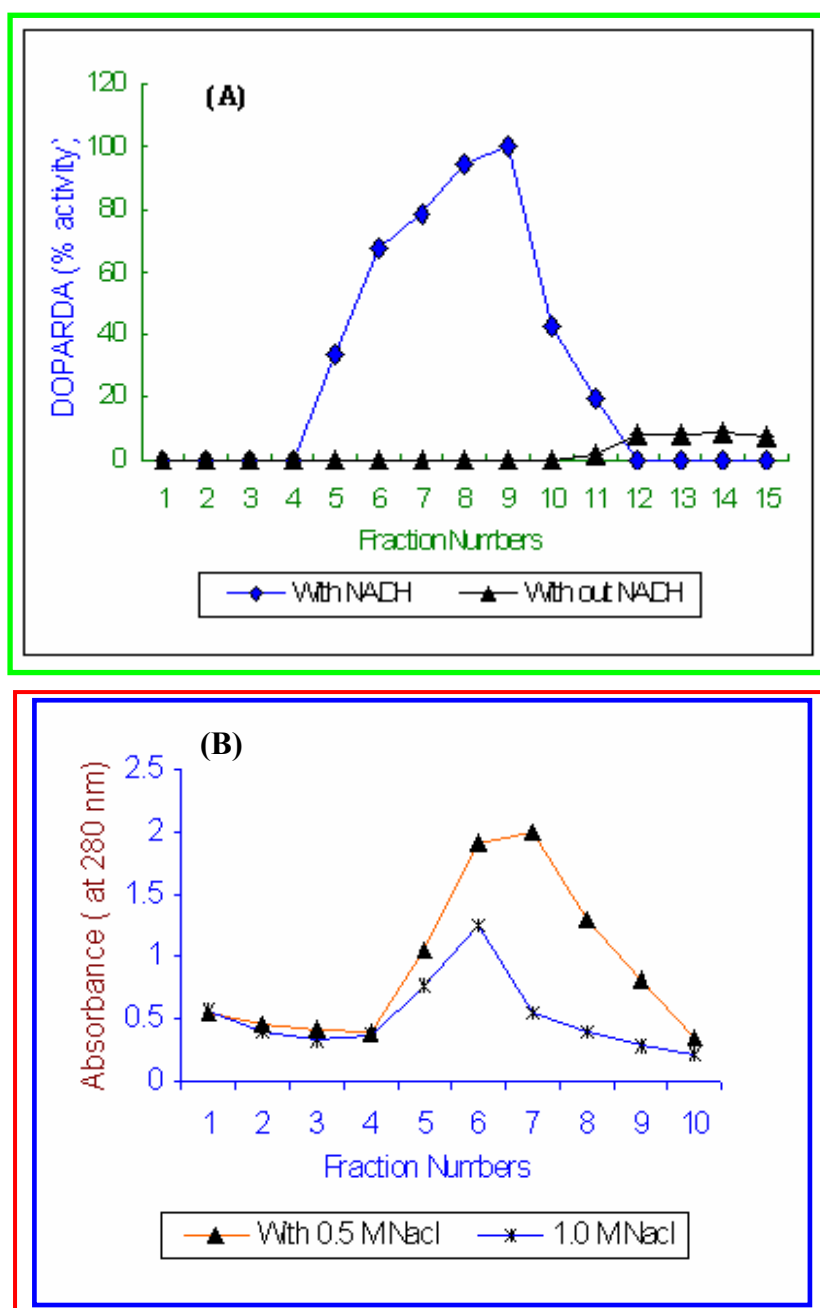 (A)
DOPARDA (% activity)
120
100
80
60
40
20
0
1 2 3 4 5 6 7 8 9 10 11 12 13 14 15
Fraction Numbers
With NADH With out NADH
(B)
Absorbance ( at 280 nm)
2.5
2
1.5
1
0.5
0
1 2 3 4 5 6 7 8 9 10
Fraction Numbers
With 0.5 M Nacl 1.0 M Nacl